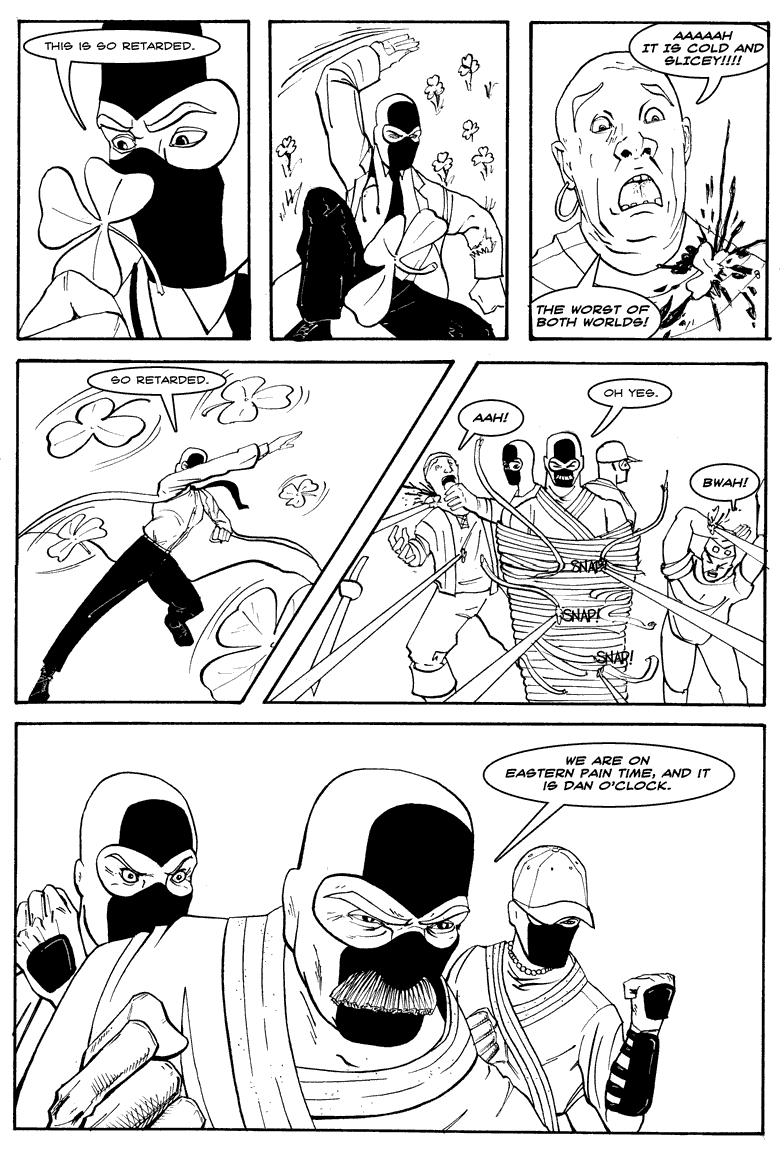 THIS IS SO RETARDED.
AAAAAH
IT IS COLD AND
SLICEY!!!!
THE WORST OF
BOTH WORLDS!
SO RETARDED.
AAH!
OH YES.
BWAH!
SNAP!
SNAP!
SNAP!
WE ARE ON
EASTERN PAIN TIME, AND IT
IS DAN O'CLOCK.